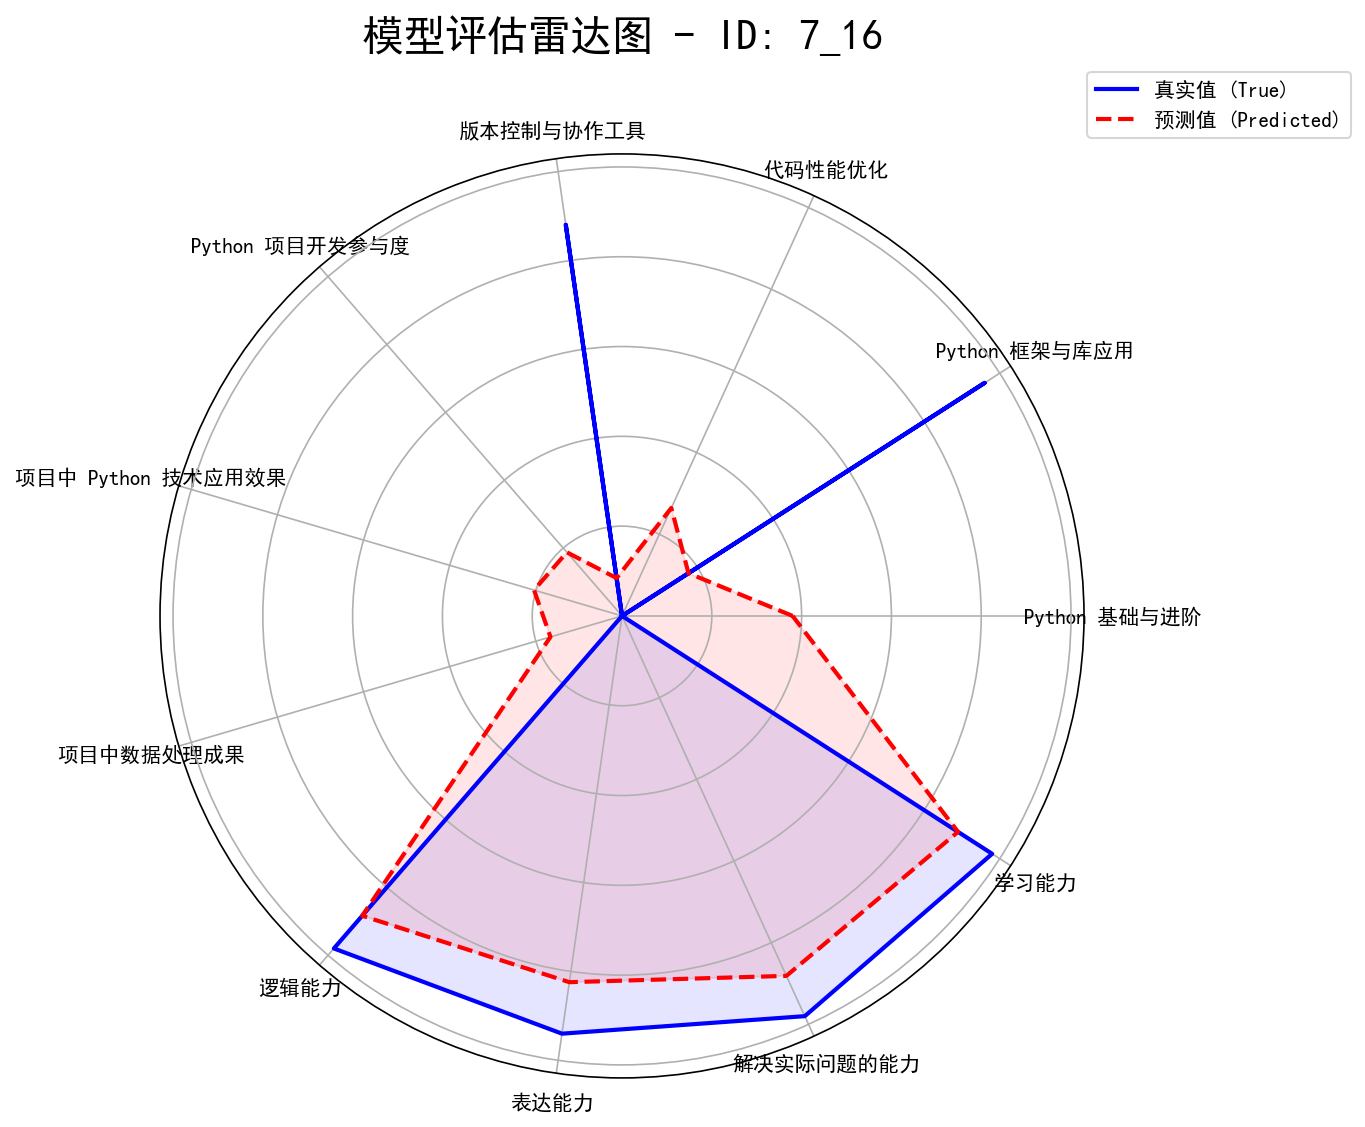 模型评估雷达图 - ID: 7_16
真实值 (True)
预测值 (Predicted)
版本控制与协作工具
代码性能优化
Python 项目开发参与度
Python 框架与库应用
项目中 Python 技术应用效果
Python 基础与进阶
项目中数据处理成果
学习能力
逻辑能力
解决实际问题的能力
表达能力